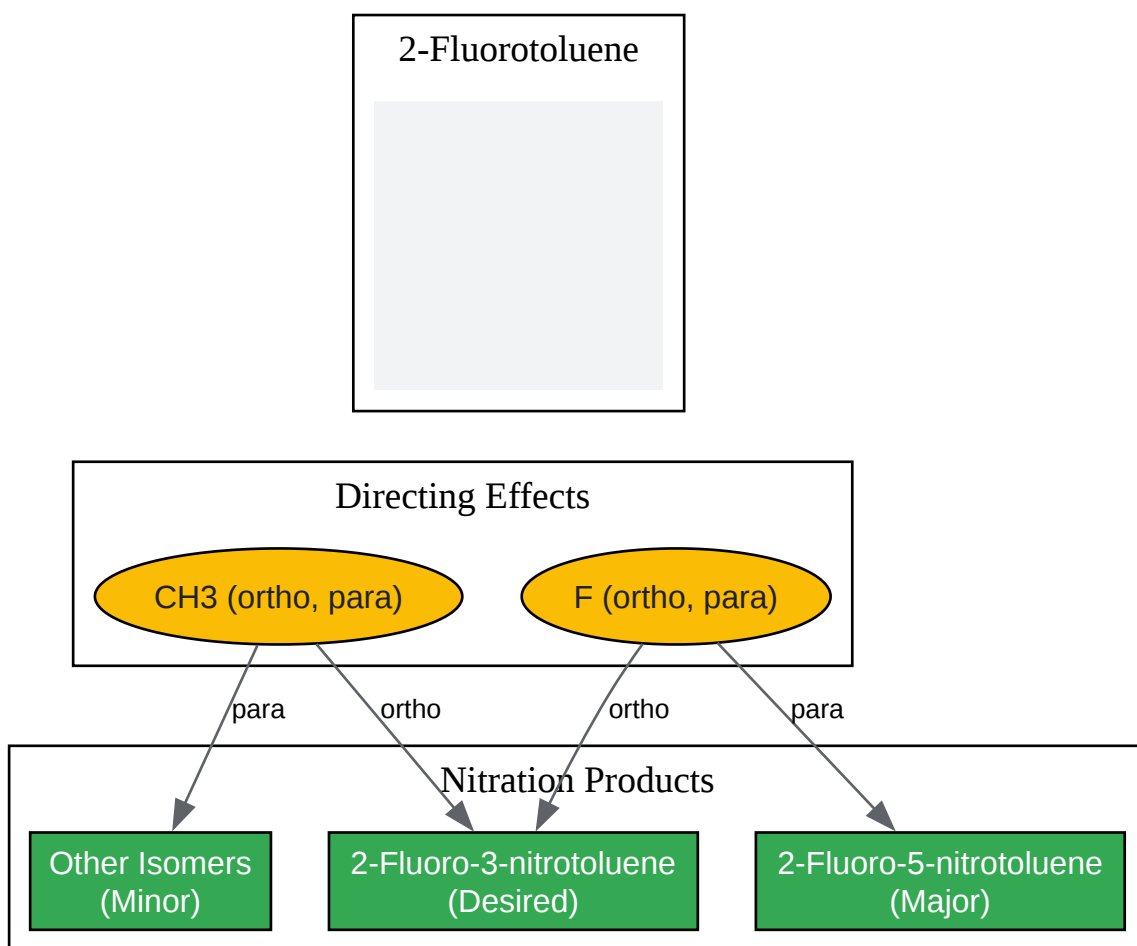 2-Fluorotoluene
Directing Effects
CH3 (ortho, para)
F (ortho, para)
para
ortho
ortho
para
Nitration Products
Other Isomers
(Minor)
2-Fluoro-3-nitrotoluene
(Desired)
2-Fluoro-5-nitrotoluene
(Major)